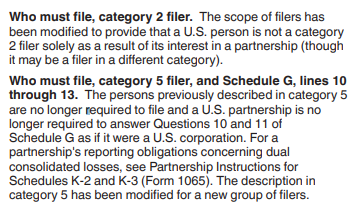 Who must file, category 2 filer. The scope of filers has
been modified to provide that a U.S. person is not a category
2 filer solely as a result of its interest in a partnership (though
it may be a filer in a different category).
Who must file, category 5 filer, and Schedule G, lines 10
through 13. The persons previously described in category 5
are no longer required to file and a U.S. partnership is no
longer required to answer Questions 10 and 11 of
Schedule G as if it were a U.S. corporation. For a
partnership's reporting obligations concerning dual
consolidated losses, see Partnership Instructions for
Schedules K-2 and K-3 (Form 1065). The description in
category 5 has been modified for a new group of filers.